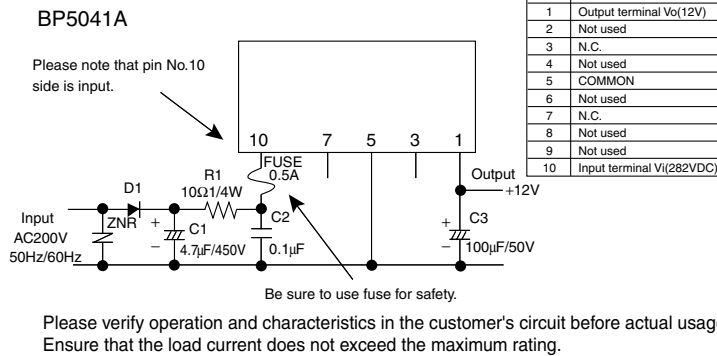 BP5041A
Please note that pin No.10
side is input.
1 Output terminal Vo(12V)
2 Not used
3 N.C.
4 Not used
5 COMMON
6 Not used
7 N.C.
8 Not used
9 Not used
10 Input terminal Vi(282VDC)
10 7 5 3 1
FUSE
0.5A
R1
10Ω1/4W
D1
Output
+12V
Input
AC200V
50Hz/60Hz
ZNR
+
C1
−
4.7μF/450V
C2
0.1μF
+
C3
−
100μF/50V
Be sure to use fuse for safety.
Please verify operation and characteristics in the customer's circuit before actual usag
Ensure that the load current does not exceed the maximum rating.